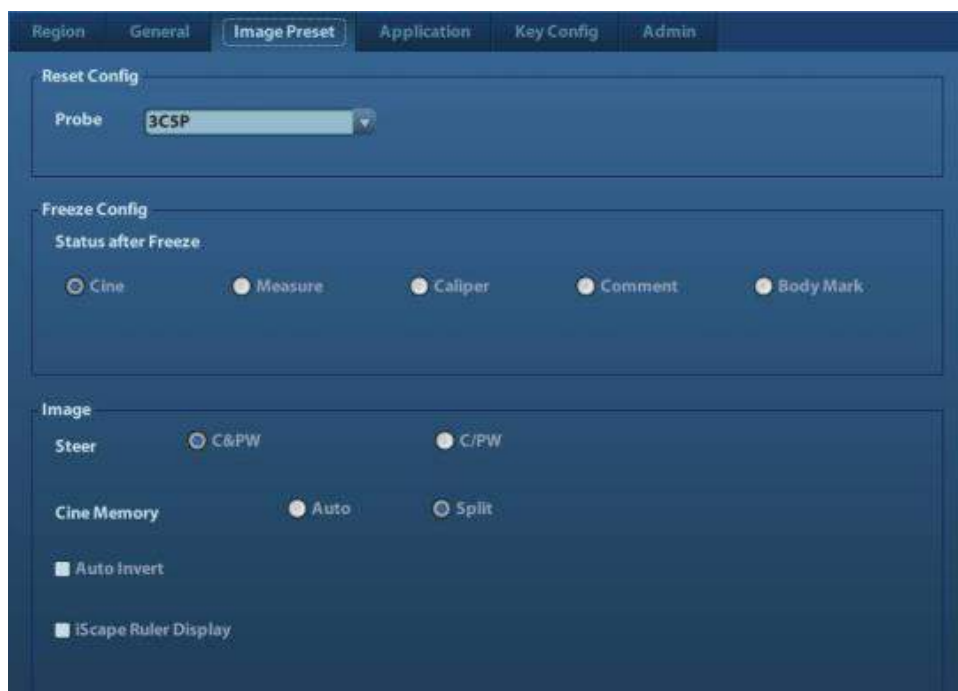 Region General Image Preset Application Key Config Admin
Reset Config
Probe 3C5P
Freeze Config
Status after Freeze
Cine Measure Caliper Comment Body Mark
Image
Steer C&PW C/PW
Cine Memory Auto Split
Auto Invert
iScape Ruler Display